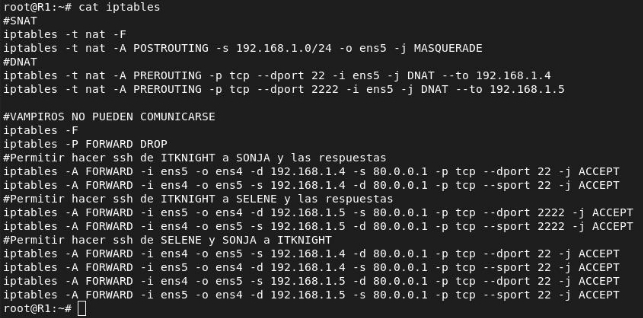 root@R1:~# cat iptables
#SNAT
iptables -t nat -F
iptables -t nat -A POSTROUTING -s 192.168.1.0/24 -o ens5 -j MASQUERADE
#DNAT
iptables -t nat -A PREROUTING -p tcp --dport 22 -i ens5 -j DNAT --to 192.168.1.4
iptables -t nat -A PREROUTING -p tcp --dport 2222 -i ens5 -j DNAT --to 192.168.1.5
#VAMPIROS NO PUEDEN COMUNICARSE
iptables -F
iptables -P FORWARD DROP
#Permitir hacer ssh de ITKNIGHT a SONJA y las respuestas
iptables -A FORWARD -i ens5 -o ens4 -d 192.168.1.4 -s 80.0.0.1 -p tcp --dport 22 -j ACCEPT
iptables -A FORWARD -i ens4 -o ens5 -s 192.168.1.4 -d 80.0.0.1 -p tcp --sport 22 -j ACCEPT
#Permitir hacer ssh de ITKNIGHT a SELENE y las respuestas
iptables -A FORWARD -i ens5 -o ens4 -d 192.168.1.5 -s 80.0.0.1 -p tcp --dport 2222 -j ACCEPT
iptables -A FORWARD -i ens4 -o ens5 -s 192.168.1.5 -d 80.0.0.1 -p tcp --sport 2222 -j ACCEPT
#Permitir hacer ssh de SELENE y SONJA a ITKNIGHT
iptables -A FORWARD -i ens4 -o ens5 -s 192.168.1.4 -d 80.0.0.1 -p tcp --dport 22 -j ACCEPT
iptables -A FORWARD -i ens5 -o ens4 -d 192.168.1.4 -s 80.0.0.1 -p tcp --sport 22 -j ACCEPT
iptables -A FORWARD -i ens4 -o ens5 -s 192.168.1.5 -d 80.0.0.1 -p tcp --dport 22 -j ACCEPT
iptables -A FORWARD -i ens5 -o ens4 -d 192.168.1.5 -s 80.0.0.1 -p tcp --sport 22 -j ACCEPT
root@R1:~#